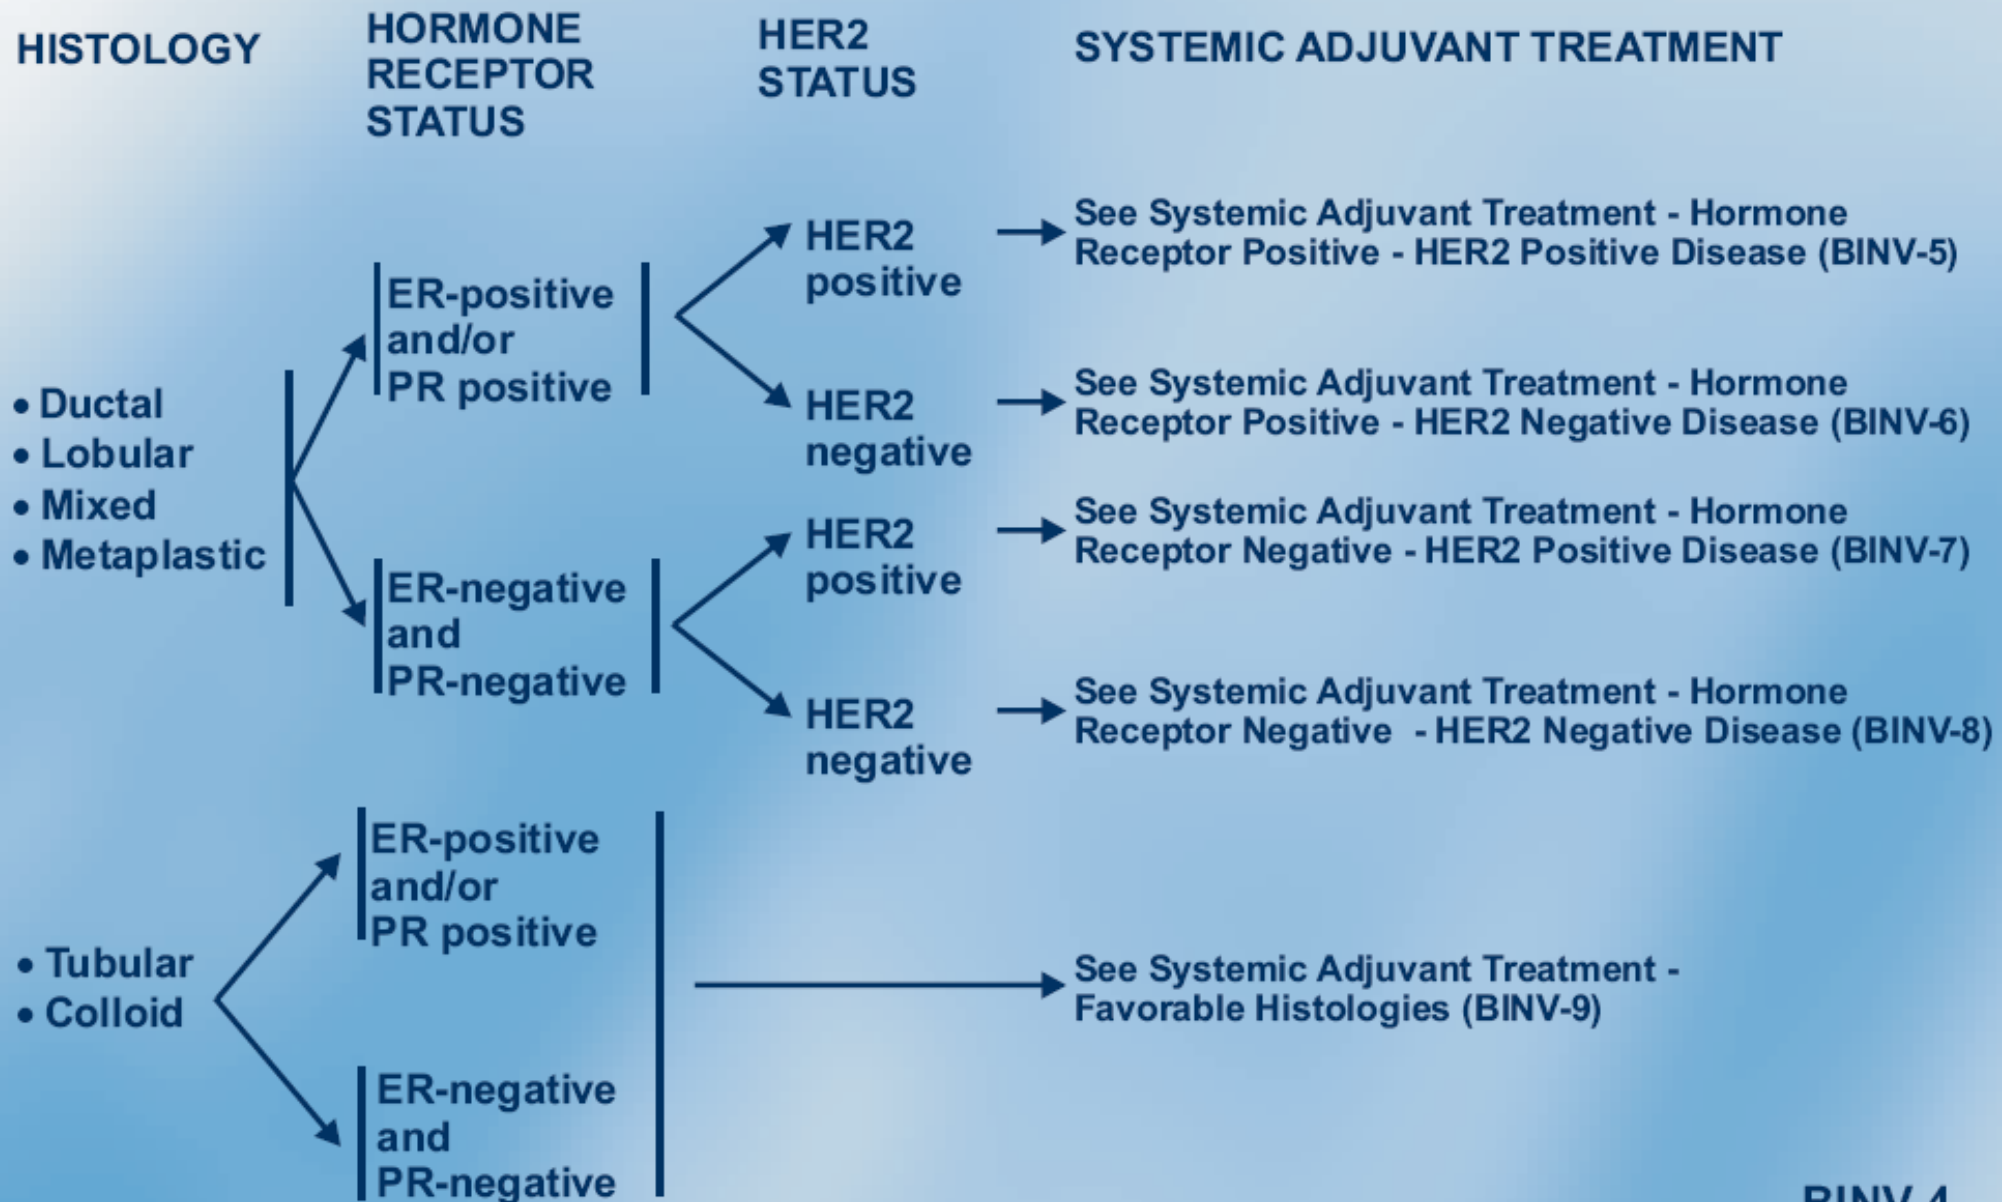 HISTOLOGY
HORMONE
RECEPTOR
STATUS
HER2
STATUS
SYSTEMIC ADJUVANT TREATMENT
• Ductal
• Lobular
• Mixed
• Metaplastic
ER-positive
and/or
PR positive
HER2
positive
See Systemic Adjuvant Treatment - Hormone
Receptor Positive - HER2 Positive Disease (BINV-5)
HER2
negative
See Systemic Adjuvant Treatment - Hormone
Receptor Positive - HER2 Negative Disease (BINV-6)
ER-negative
and
PR-negative
HER2
positive
See Systemic Adjuvant Treatment - Hormone
Receptor Negative - HER2 Positive Disease (BINV-7)
HER2
negative
See Systemic Adjuvant Treatment - Hormone
Receptor Negative - HER2 Negative Disease (BINV-8)
• Tubular
• Colloid
ER-positive
and/or
PR positive
ER-negative
and
PR-negative
See Systemic Adjuvant Treatment -
Favorable Histologies (BINV-9)
BINV-4